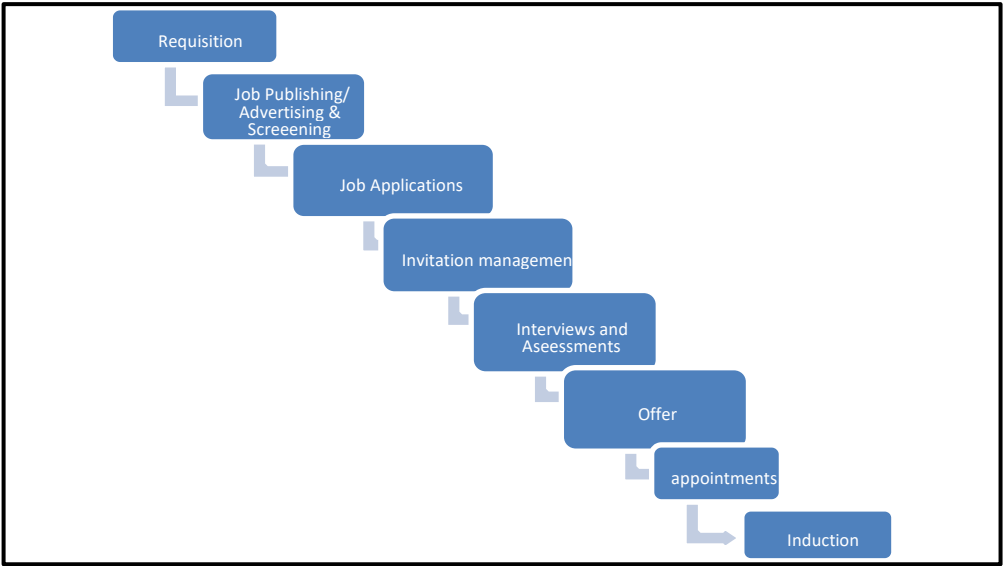 Requisition
Job Publishing/
Advertising &
Screeening
Job Applications
Invitation managemen
Interviews and
Aseessments
Offer
appointments
Induction